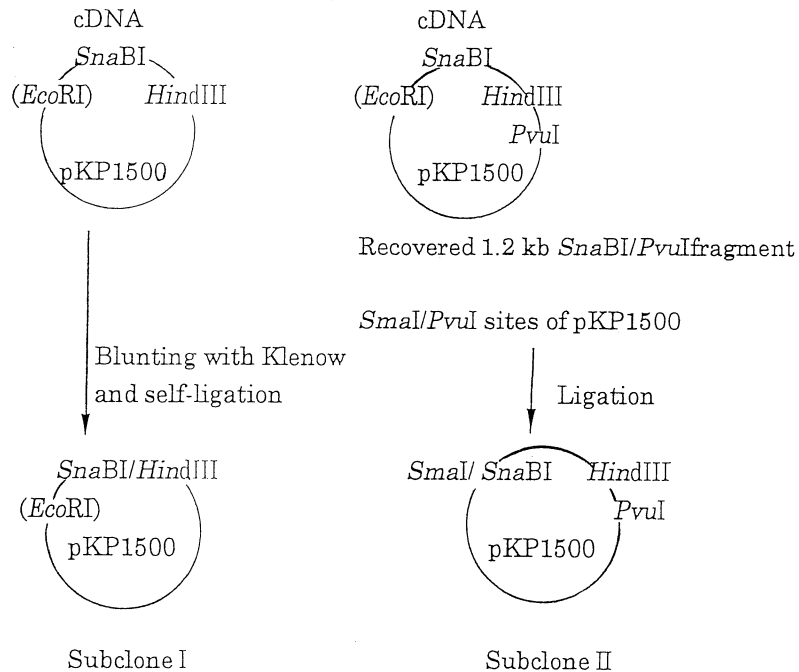 cDNA
SnaBI
(EcoRI)
HindIII
pKP1500
Blunting with Klenow
and self-ligation
SnaBI/HindIII
(EcoRI)
pKP1500
Subclone I
cDNA
SnaBI
(EcoRI)
HindIII
PvuI
pKP1500
Recovered 1.2 kb SnaBI/PvuIfragment
SmaI/PvuI sites of pKP1500
Ligation
SmaI/ SnaBI
HindIII
PvuI
pKP1500
Subclone II